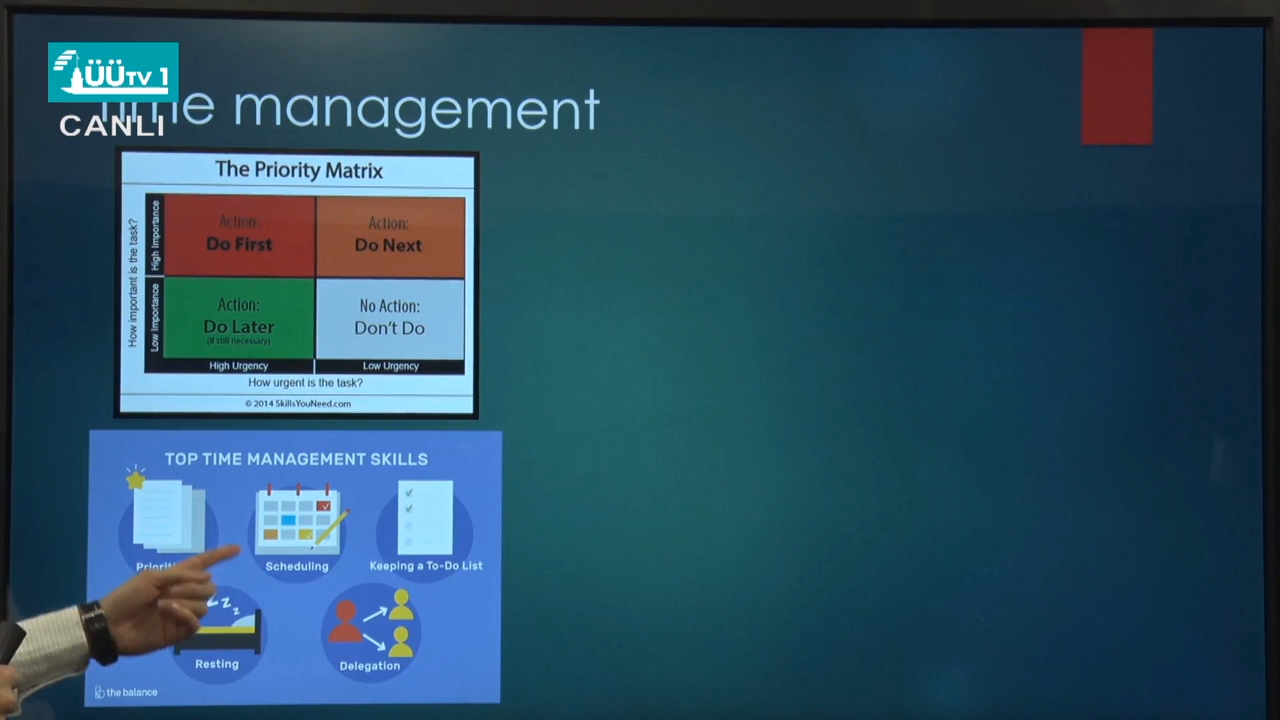 ÜÜTV 1
CANLI
Time management
The Priority Matrix
How important is the task?
High Importance
Low Importance
Action:
Do First
Action:
Do Next
Action:
Do Later
(if still necessary)
No Action:
Don't Do
High Urgency
Low Urgency
How urgent is the task?
© 2014 SkillsYouNeed.com
TOP TIME MANAGEMENT SKILLS
Scheduling
Keeping a To-Do List
zzz
Resting
Delegation
b the balance